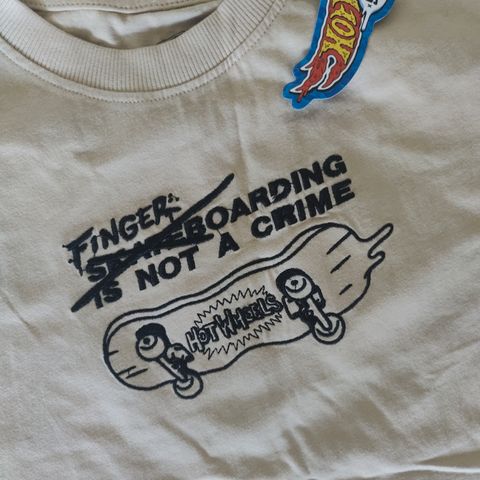 FINGER
SKATEBOARDING
IS NOT A CRIME
HOT WHEELS